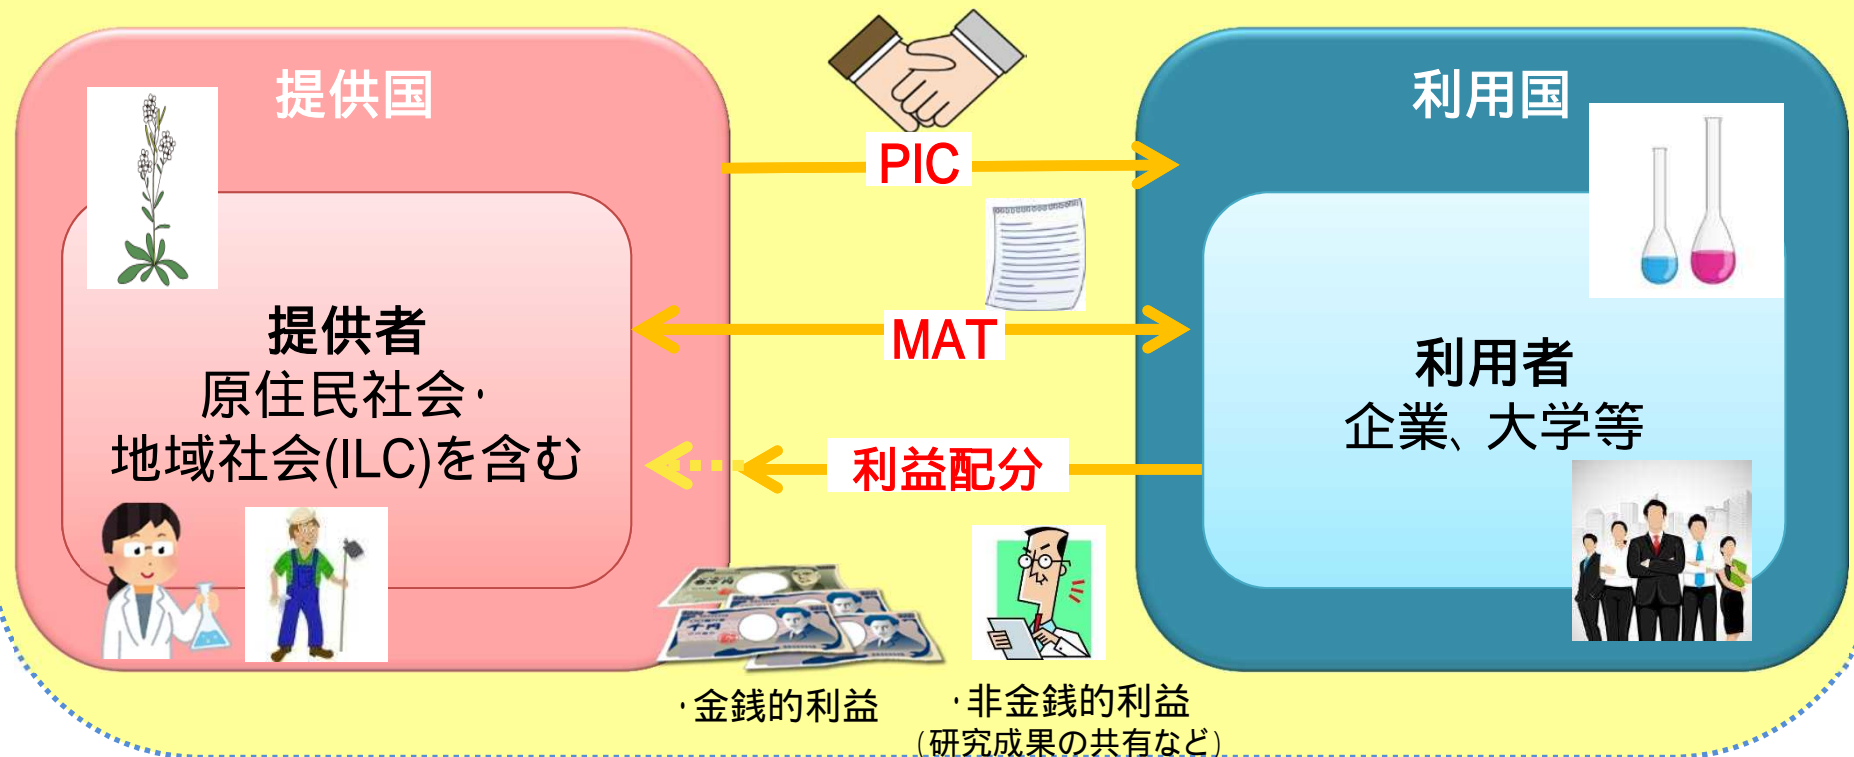 提供国
利用国
PIC
MAT
提供者
原住民社会・
地域社会(ILC)を含む
利用者
企業、大学等
利益配分
・金銭的利益
・非金銭的利益
(研究成果の共有など)